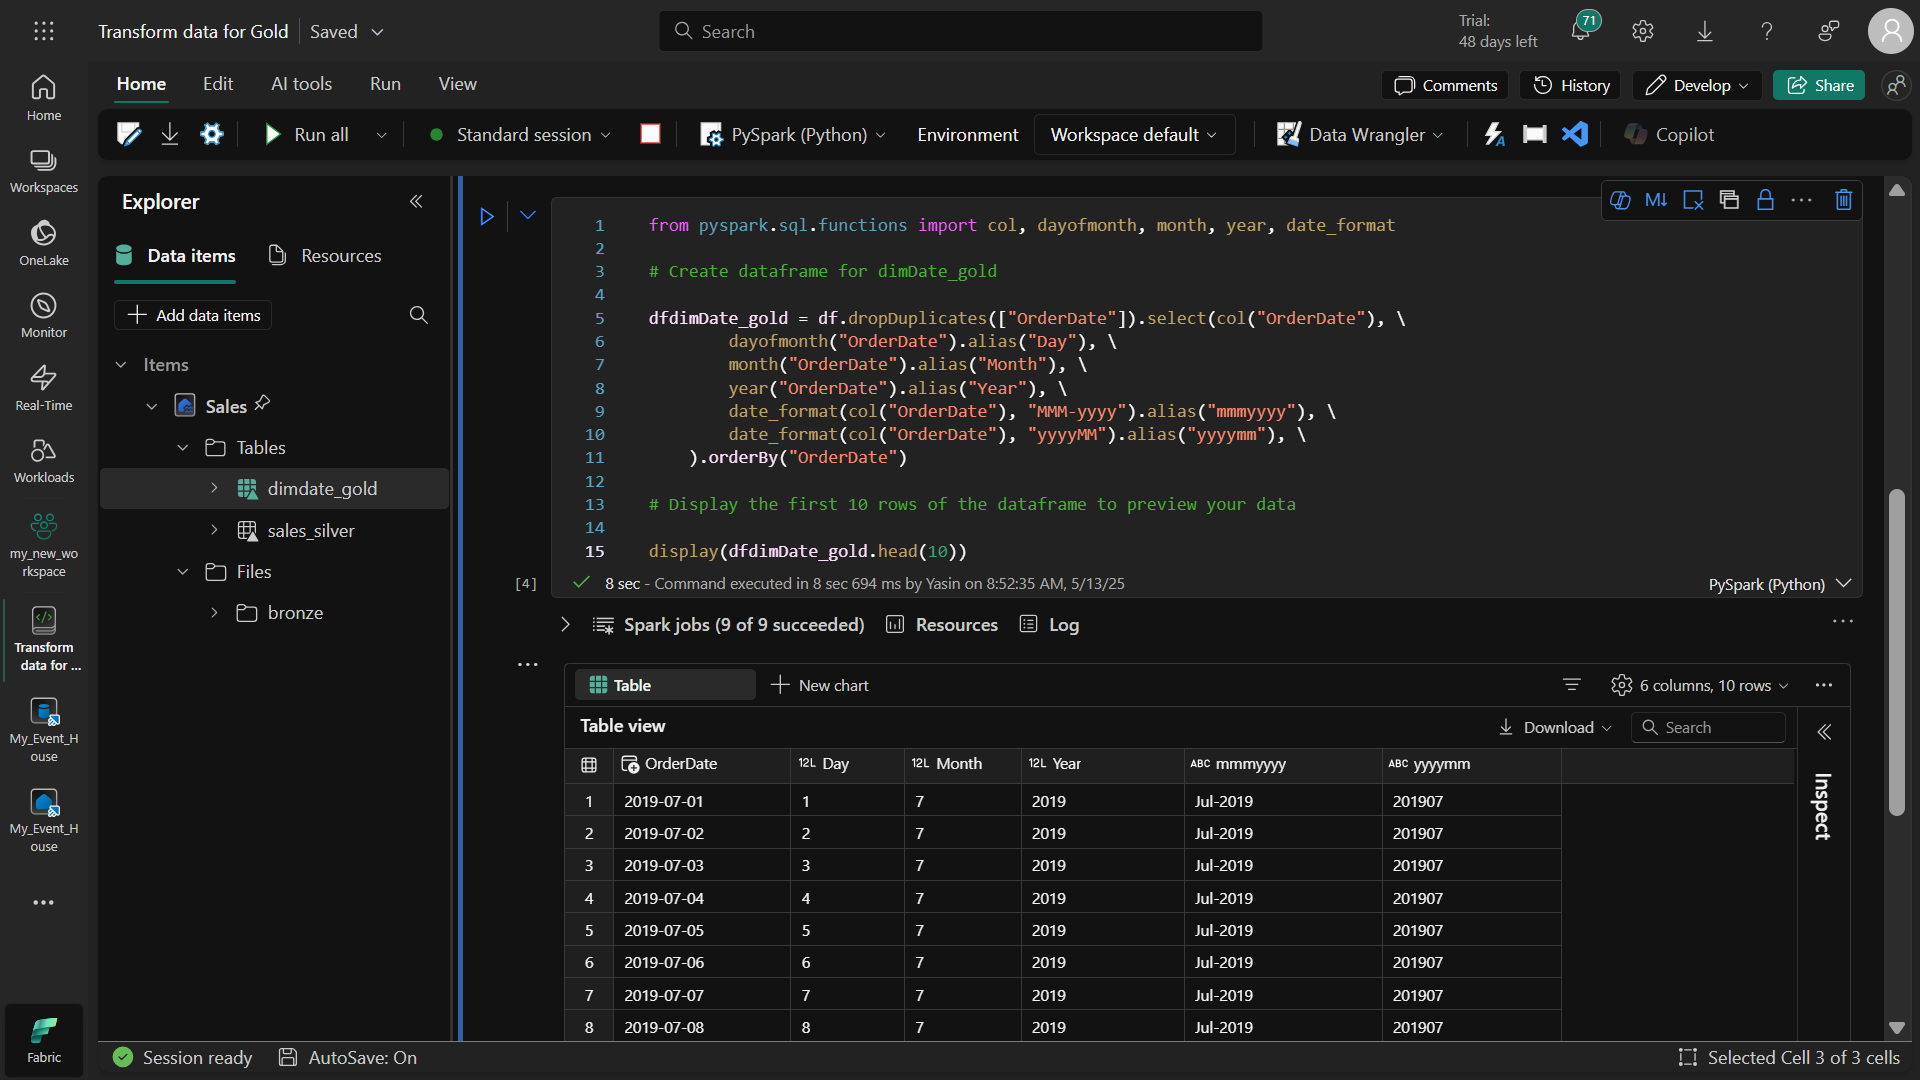 Transform data for Gold
Saved
Search
Trial:
48 days left
71
Home
Edit
AI tools
Run
View
Comments
History
Develop
Share
Run all
Standard session
PySpark (Python)
Environment
Workspace default
Data Wrangler
Copilot
Home
Workspaces
OneLake
Monitor
Real-Time
Workloads
my_new_wo
rkspace
Transform
data for ...
My_Event_H
ouse
My_Event_H
ouse
Fabric
Explorer
Data items
Resources
Add data items
Items
Sales
Tables
dimdate_gold
sales_silver
Files
bronze
1 from pyspark.sql.functions import col, dayofmonth, month, year, date_format
2
3 # Create dataframe for dimDate_gold
4
5 dfdimDate_gold = df.dropDuplicates(["OrderDate"]).select(col("OrderDate"), \
6 dayofmonth("OrderDate").alias("Day"), \
7 month("OrderDate").alias("Month"), \
8 year("OrderDate").alias("Year"), \
9 date_format(col("OrderDate"), "MMM-yyyy").alias("mmmyyyy"), \
10 date_format(col("OrderDate"), "yyyyMM").alias("yyyymm"), \
11 ).orderBy("OrderDate")
12
13 # Display the first 10 rows of the dataframe to preview your data
14
15 display(dfdimDate_gold.head(10))
[4] 8 sec - Command executed in 8 sec 694 ms by Yasin on 8:52:35 AM, 5/13/25
PySpark (Python)
Spark jobs (9 of 9 succeeded)
Resources
Log
Table
New chart
6 columns, 10 rows
Table view
Download
Search
OrderDate 12L Day 12L Month 12L Year ABC mmmyyyy ABC yyyymm
1 2019-07-01 1 7 2019 Jul-2019 201907
2 2019-07-02 2 7 2019 Jul-2019 201907
3 2019-07-03 3 7 2019 Jul-2019 201907
4 2019-07-04 4 7 2019 Jul-2019 201907
5 2019-07-05 5 7 2019 Jul-2019 201907
6 2019-07-06 6 7 2019 Jul-2019 201907
7 2019-07-07 7 7 2019 Jul-2019 201907
8 2019-07-08 8 7 2019 Jul-2019 201907
Inspect
Session ready
AutoSave: On
Selected Cell 3 of 3 cells